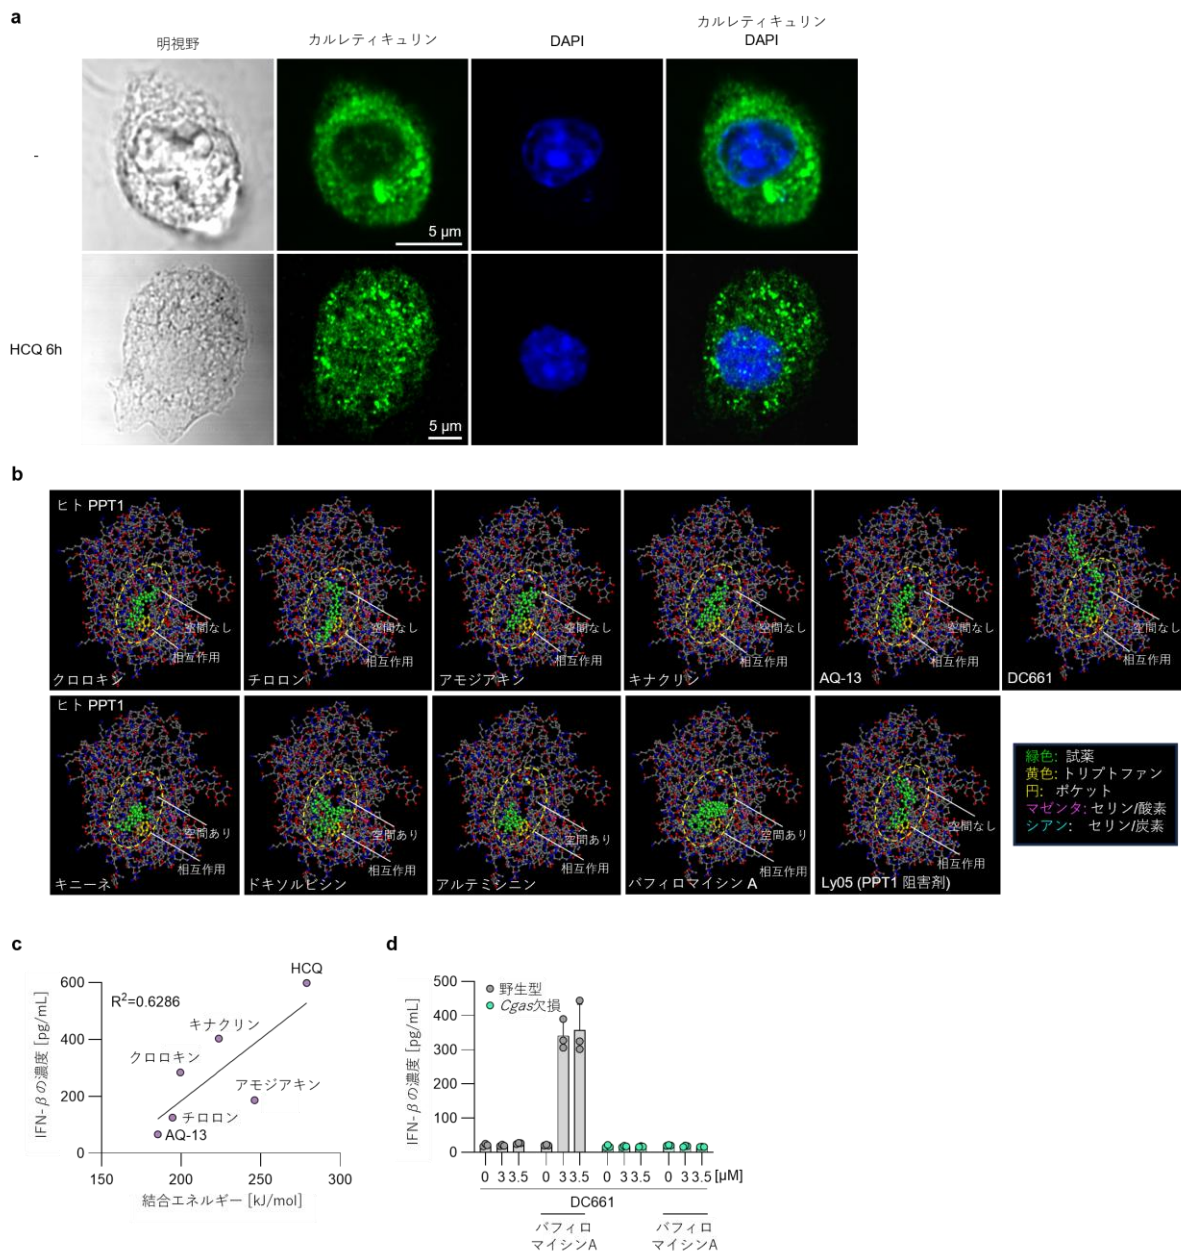 a
明視野
カルレティキュリン
DAPI
カルレティキュリン
DAPI
-
5 μm
HCQ 6h
5 μm
b
ヒト PPT1
空間なし
相互作用
クロロキン
空間なし
相互作用
チロロン
空間なし
相互作用
アモジアキン
空間なし
相互作用
キナクリン
空間なし
相互作用
AQ-13
空間なし
相互作用
DC661
ヒト PPT1
空間あり
相互作用
キニーネ
空間あり
相互作用
ドキソルビシン
空間あり
相互作用
アルテミシニン
空間あり
相互作用
バフィロマイシン A
空間なし
相互作用
Ly05 (PPT1 阻害剤)
緑色: 試薬
黄色: トリプトファン
円: ポケット
マゼンタ: セリン/酸素
シアン: セリン/炭素
c
IFN-βの濃度 [pg/mL]
600
400
200
0
R²=0.6286
HCQ
キナクリン
クロロキン
アモジアキン
チロロン
AQ-13
150 200 250 300
結合エネルギー [kJ/mol]
d
IFN-βの濃度 [pg/mL]
500
400
300
200
100
0
野生型
Cgas欠損
0 3 3.5 0 3 3.5 0 3 3.5 0 3 3.5 [μM]
DC661
バフィロ
マイシンA
バフィロ
マイシンA